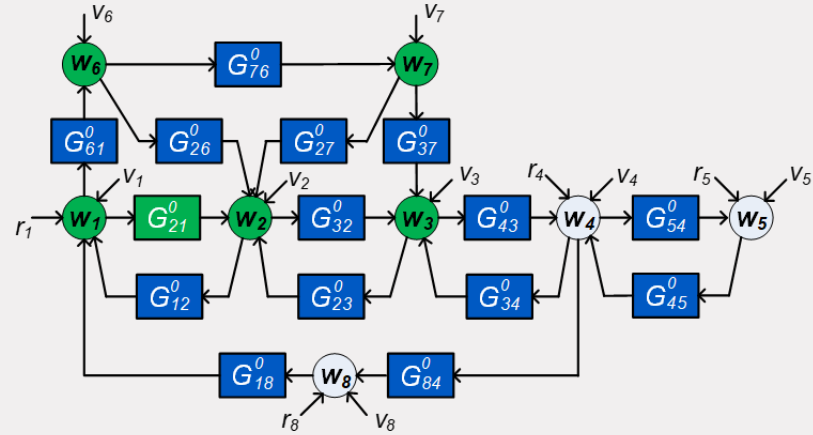 v₆ v₇
w₆ G⁰₇₆ w₇
G⁰₆₁ G⁰₂₆ G⁰₂₇ G⁰₃₇
v₁ v₂ v₃ r₄ v₄ r₅ v₅
r₁ w₁ G⁰₂₁ w₂ G⁰₃₂ w₃ G⁰₄₃ w₄ G⁰₅₄ w₅
G⁰₁₂ G⁰₂₃ G⁰₃₄ G⁰₄₅
G⁰₁₈ w₈ G⁰₈₄
r₈ v₈